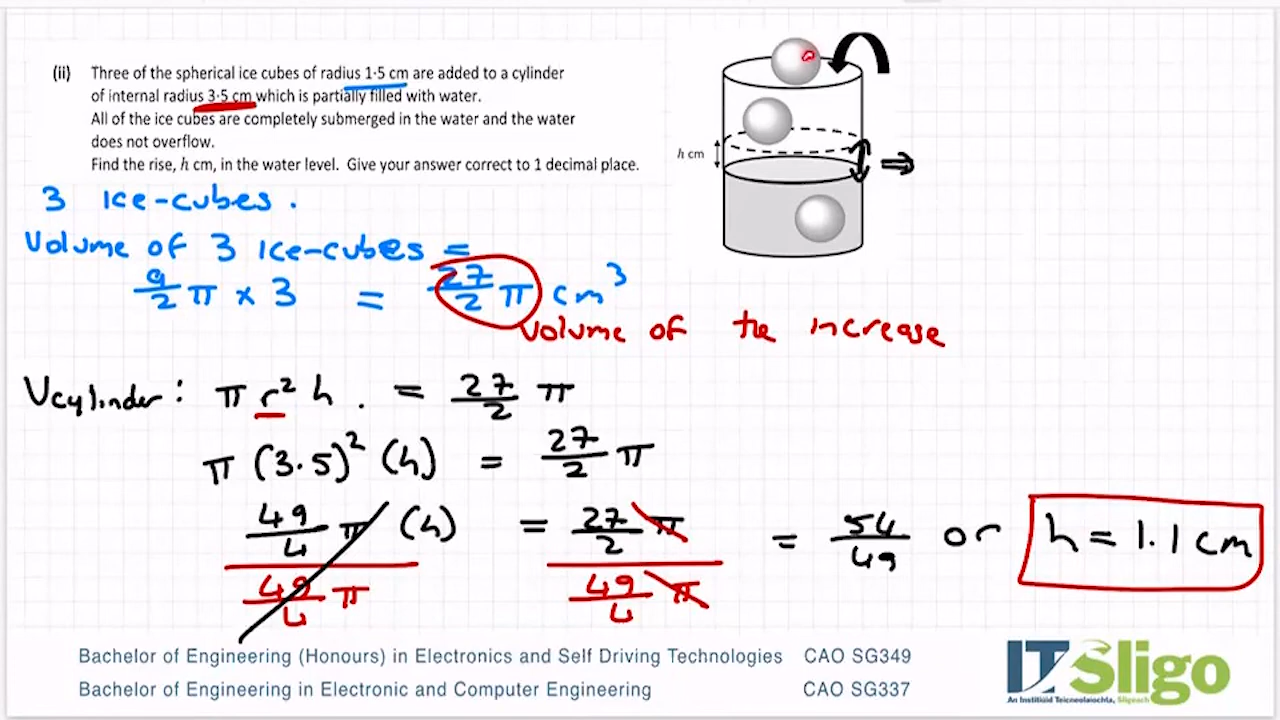 (ii) Three of the spherical ice cubes of radius 1·5 cm are added to a cylinder
of internal radius 3·5 cm which is partially filled with water.
All of the ice cubes are completely submerged in the water and the water
does not overflow.
Find the rise, h cm, in the water level. Give your answer correct to 1 decimal place.
h cm
3 Ice-cubes.
Volume of 3 Ice-cubes =
9/2 π × 3 = 27/2 π cm³
Volume of the increase
Vcylinder: π r² h . = 27/2 π
π (3.5)² (h) = 27/2 π
49/4 π (h) = 27/2 π = 54/49 or h = 1.1 cm
49/4 π 49/4 π
Bachelor of Engineering (Honours) in Electronics and Self Driving Technologies CAO SG349
Bachelor of Engineering in Electronic and Computer Engineering CAO SG337
IT Sligo
An Institiúid Teicneolaíochta, Sligeach